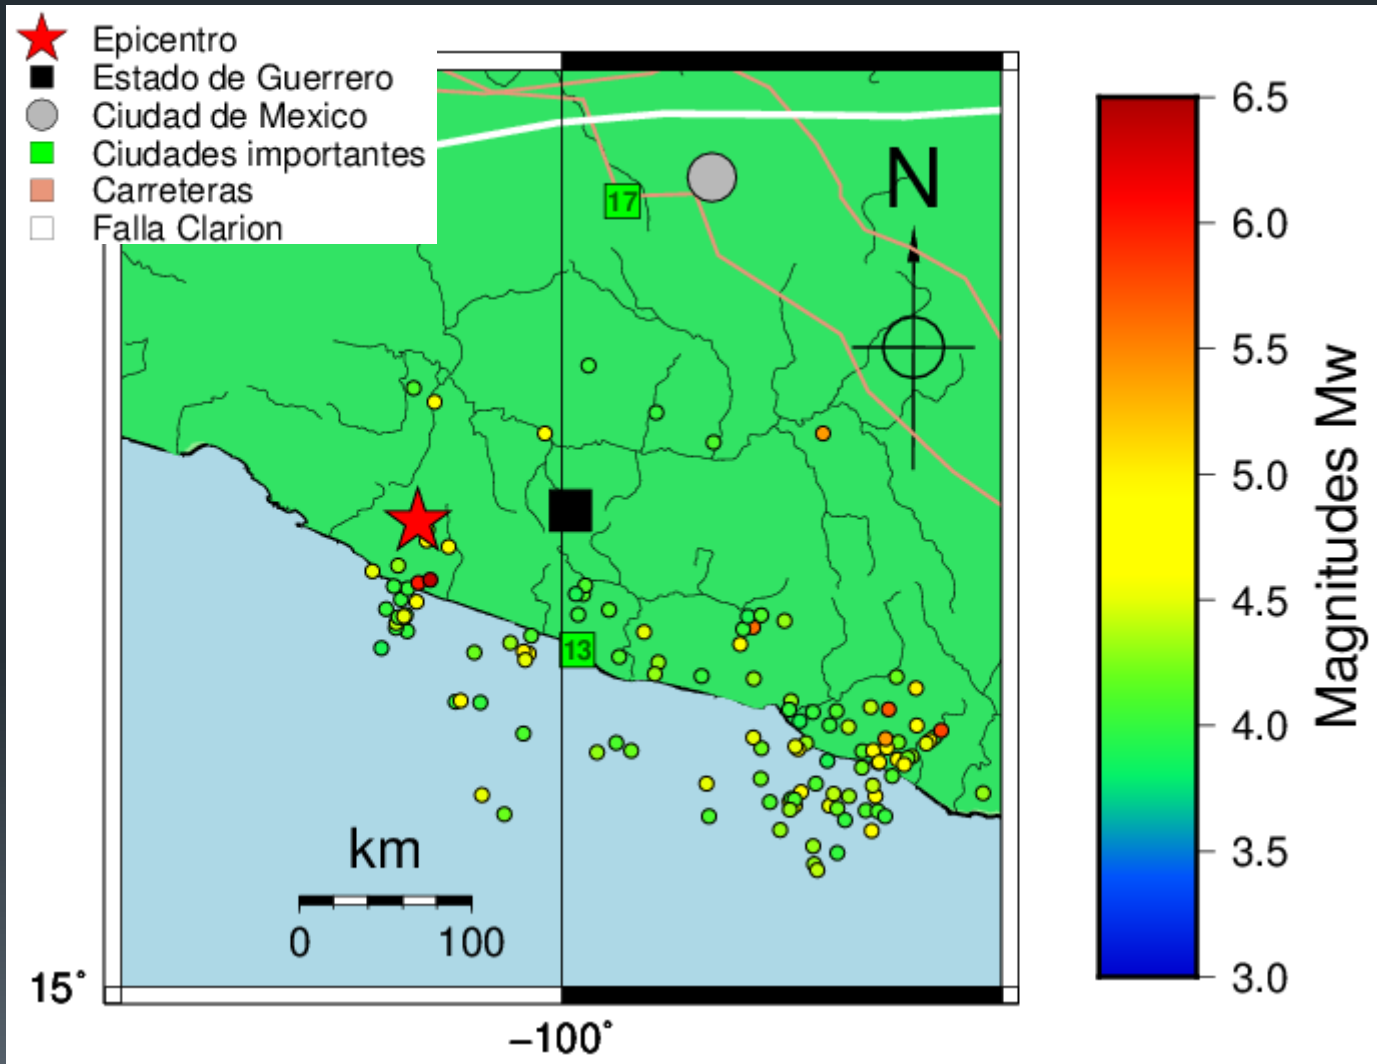 Epicentro
Estado de Guerrero
Ciudad de Mexico
Ciudades importantes
Carreteras
Falla Clarion
17
N
13
km
0 100
15°
-100°
6.5
6.0
5.5
5.0
4.5
4.0
3.5
3.0
Magnitudes Mw